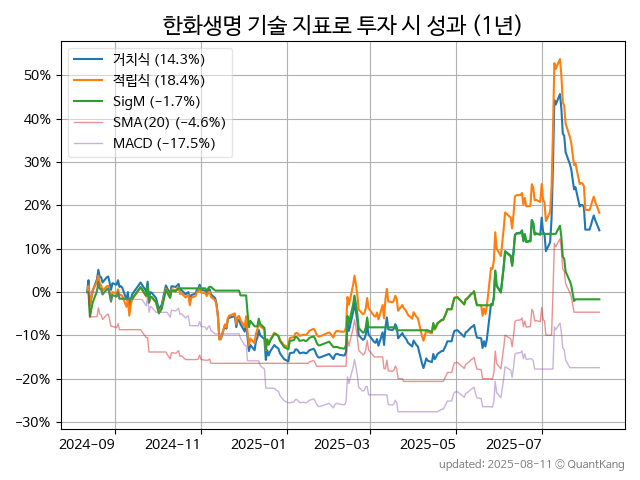 한화생명 기술 지표로 투자 시 성과 (1년)
거치식 (14.3%)
적립식 (18.4%)
SigM (-1.7%)
SMA(20) (-4.6%)
MACD (-17.5%)
50%
40%
30%
20%
10%
0%
-10%
-20%
-30%
2024-09 2024-11 2025-01 2025-03 2025-05 2025-07
updated: 2025-08-11 © QuantKang